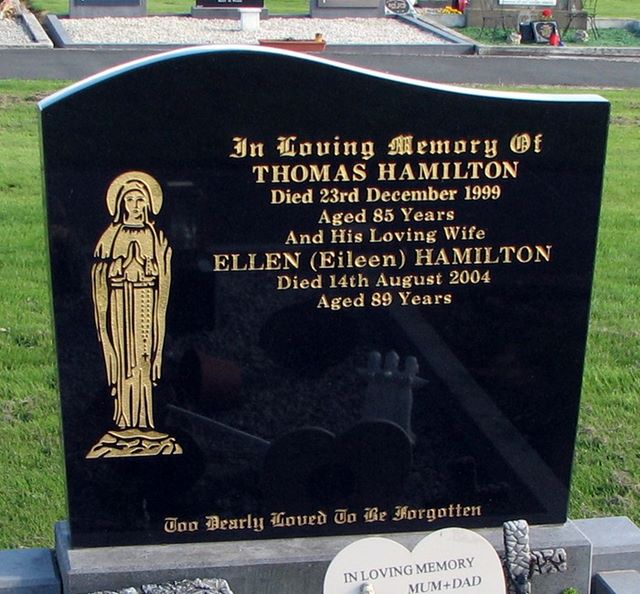 In Loving Memory Of
THOMAS HAMILTON
Died 23rd December 1999
Aged 85 Years
And His Loving Wife
ELLEN (Eileen) HAMILTON
Died 14th August 2004
Aged 89 Years
Too Dearly Loved To Be Forgotten
IN LOVING MEMORY
MUM+DAD